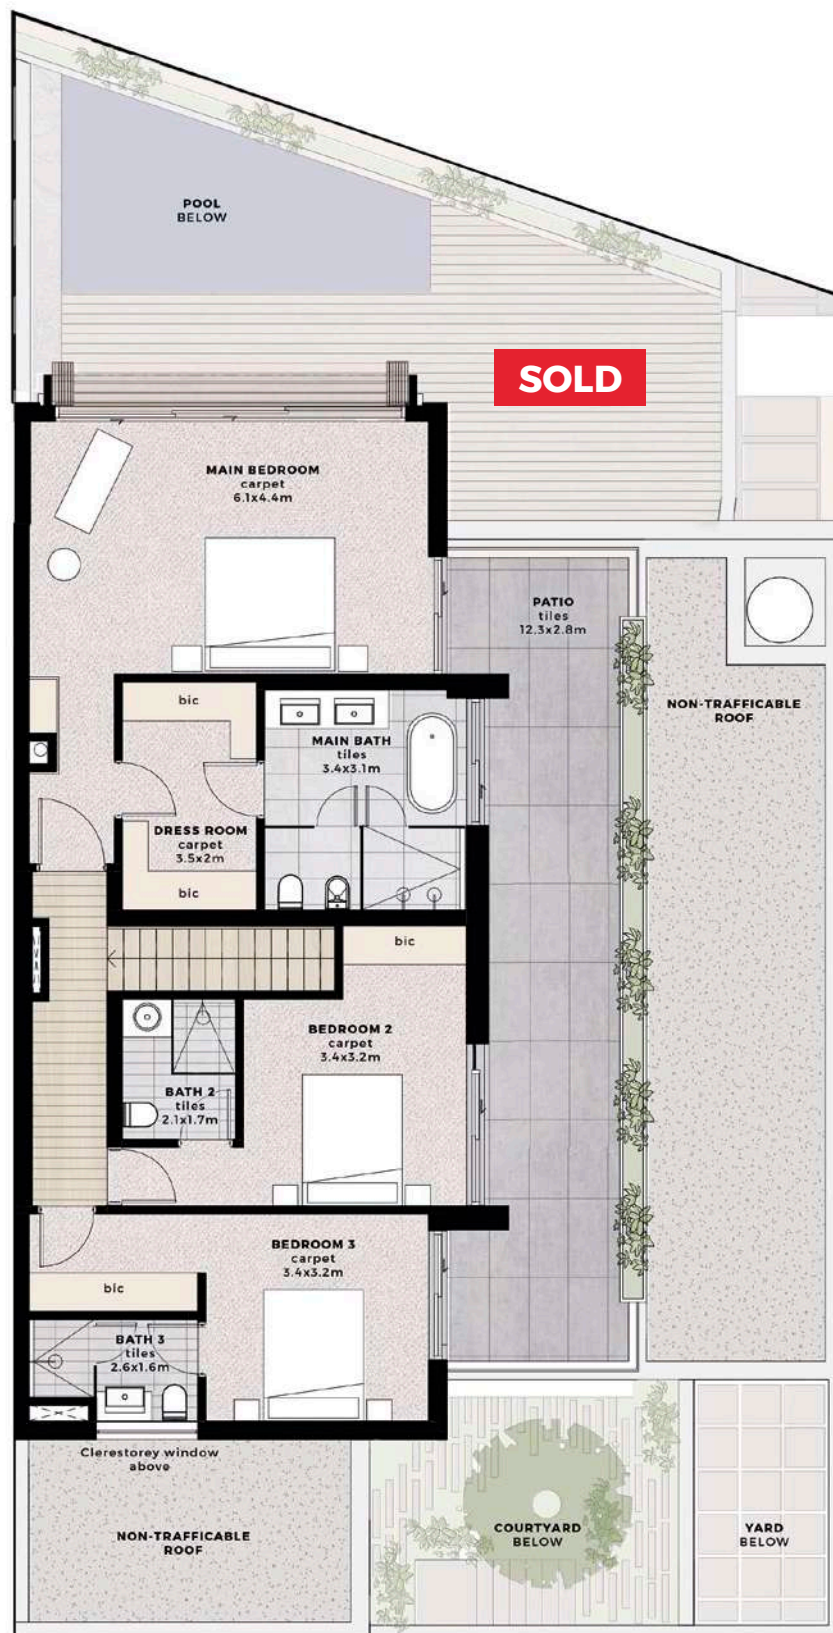 POOL
BELOW
SOLD
MAIN BEDROOM
carpet
6.1x4.4m
PATIO
tiles
12.3x2.8m
bic
NON-TRAFFICABLE
ROOF
MAIN BATH
tiles
3.4x3.1m
DRESS ROOM
carpet
3.5x2m
bic
bic
BEDROOM 2
carpet
3.4x3.2m
BATH 2
tiles
2.1x1.7m
BEDROOM 3
carpet
3.4x3.2m
bic
BATH 3
tiles
2.6x1.6m
Clerestorey window
above
NON-TRAFFICABLE
ROOF
COURTYARD
BELOW
YARD
BELOW